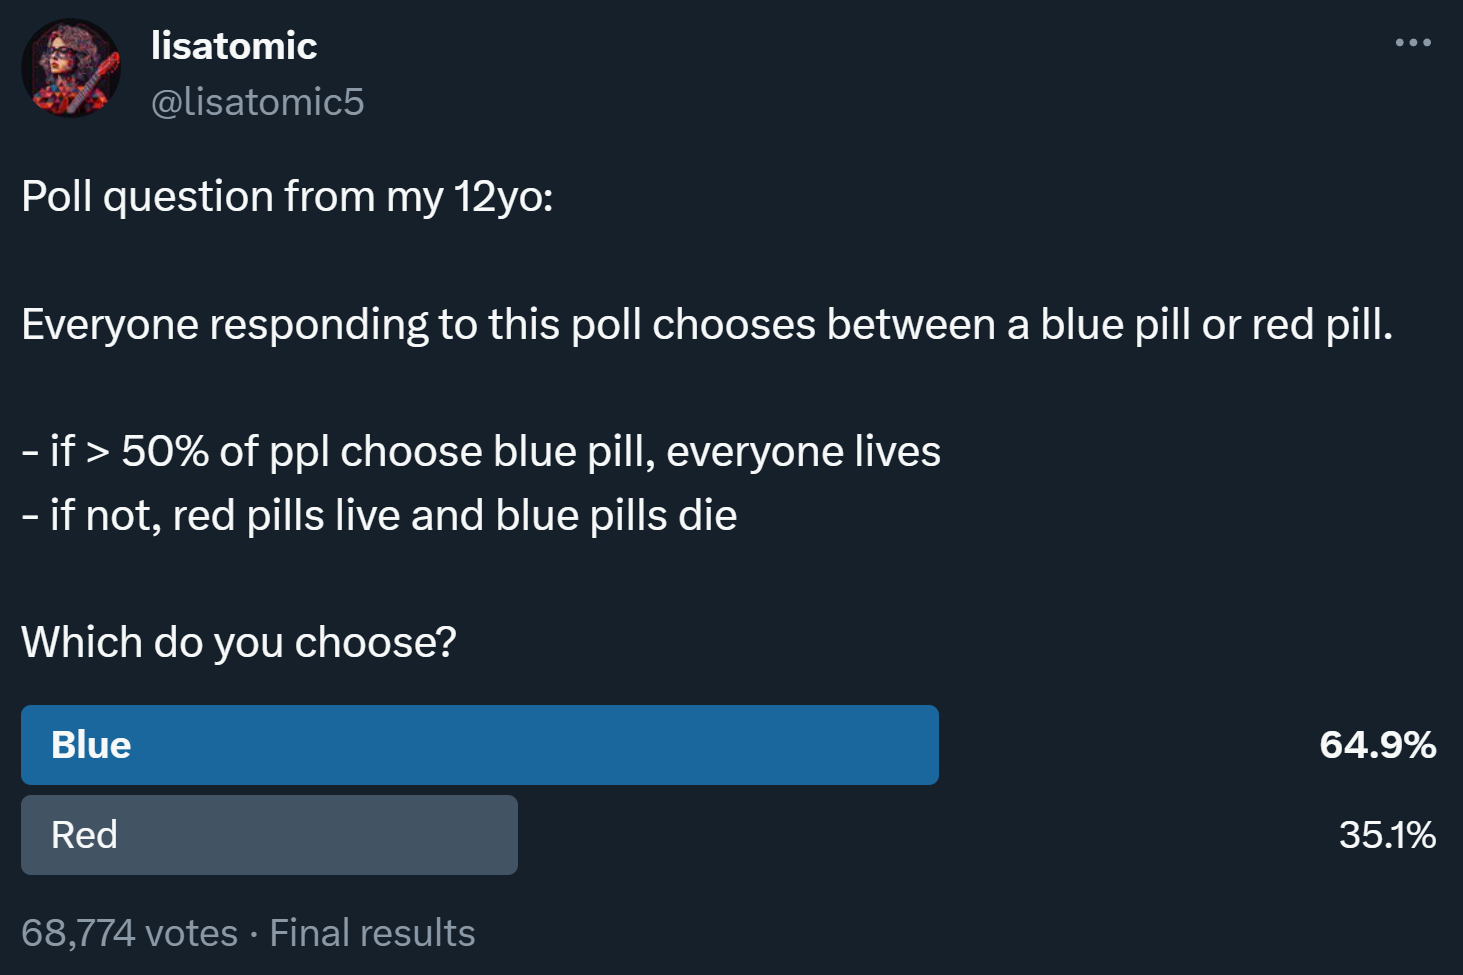 lisatomic
@lisatomic5
Poll question from my 12yo:
Everyone responding to this poll chooses between a blue pill or red pill.
- if > 50% of ppl choose blue pill, everyone lives
- if not, red pills live and blue pills die
Which do you choose?
Blue 64.9%
Red 35.1%
68,774 votes · Final results